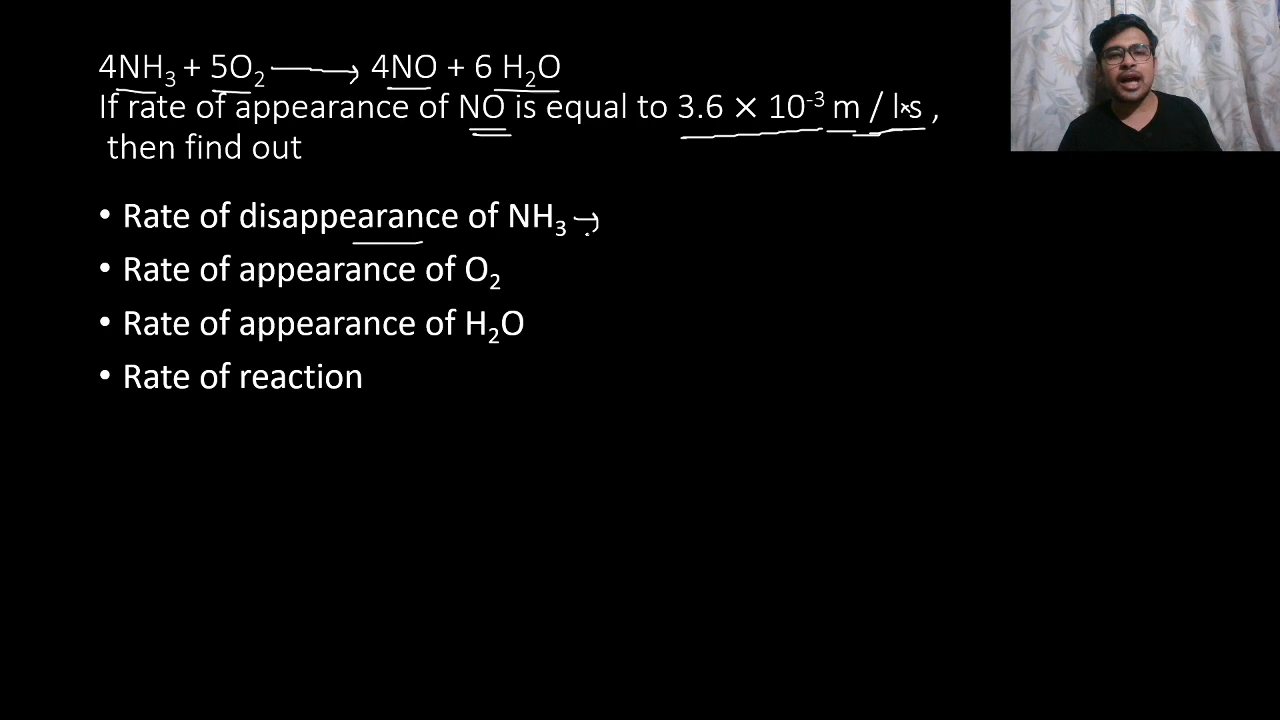 4NH₃ + 5O₂ ⟶ 4NO + 6 H₂O
If rate of appearance of NO is equal to 3.6 × 10⁻³ m / l×s ,
then find out
• Rate of disappearance of NH₃ →
• Rate of appearance of O₂
• Rate of appearance of H₂O
• Rate of reaction